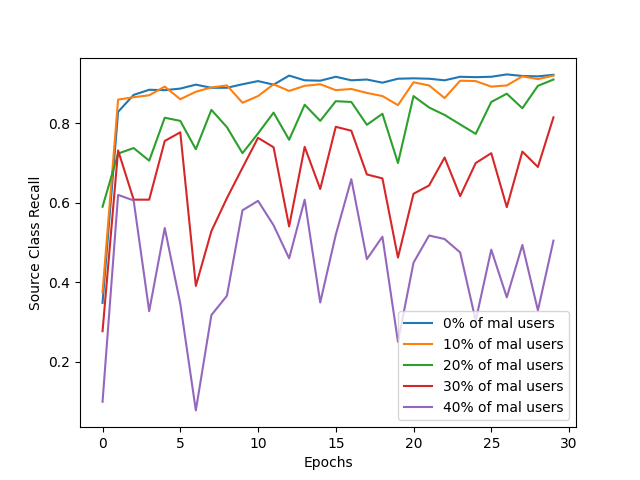 0.8
0.6
0.4
0.2
Source Class Recall
0% of mal users
10% of mal users
20% of mal users
30% of mal users
40% of mal users
0 5 10 15 20 25 30
Epochs